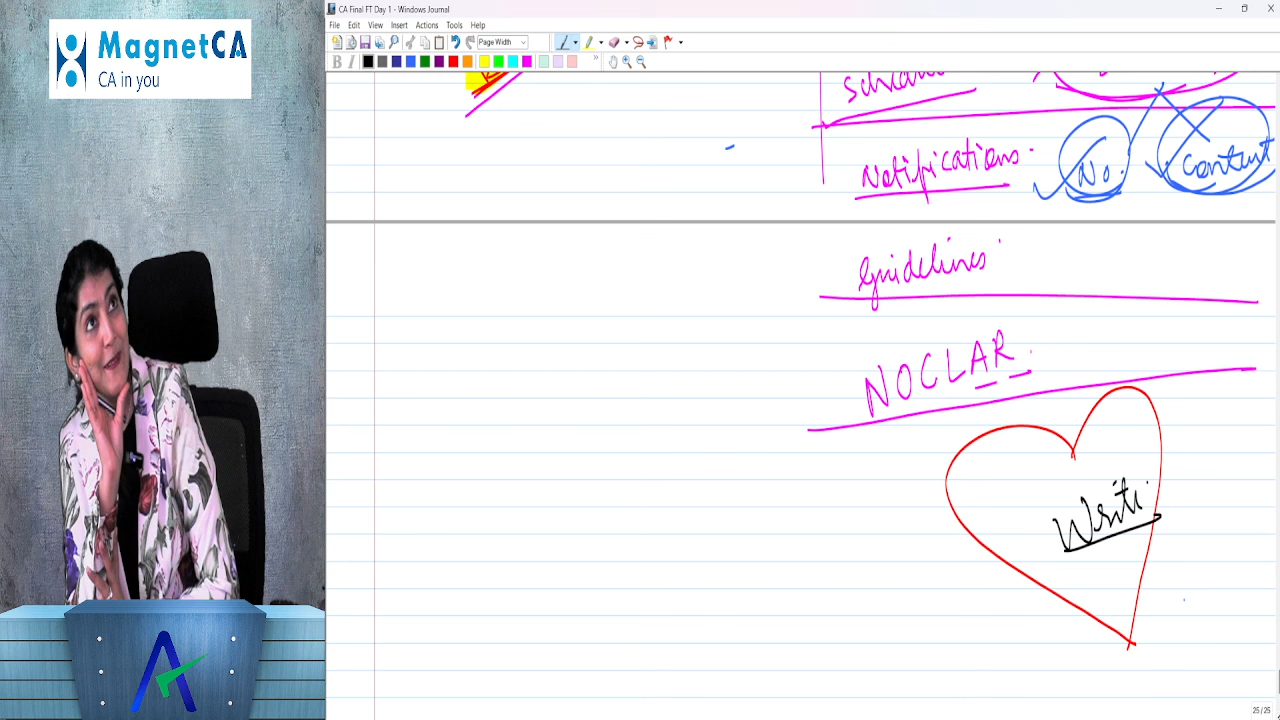 MagnetCA
CA in you
CA Final FT Day 1 - Windows Journal
File Edit View Insert Actions Tools Help
Page Width
B I
Notifications. No. Content
Guidelines
NOCLAR.
Write.
25 / 25